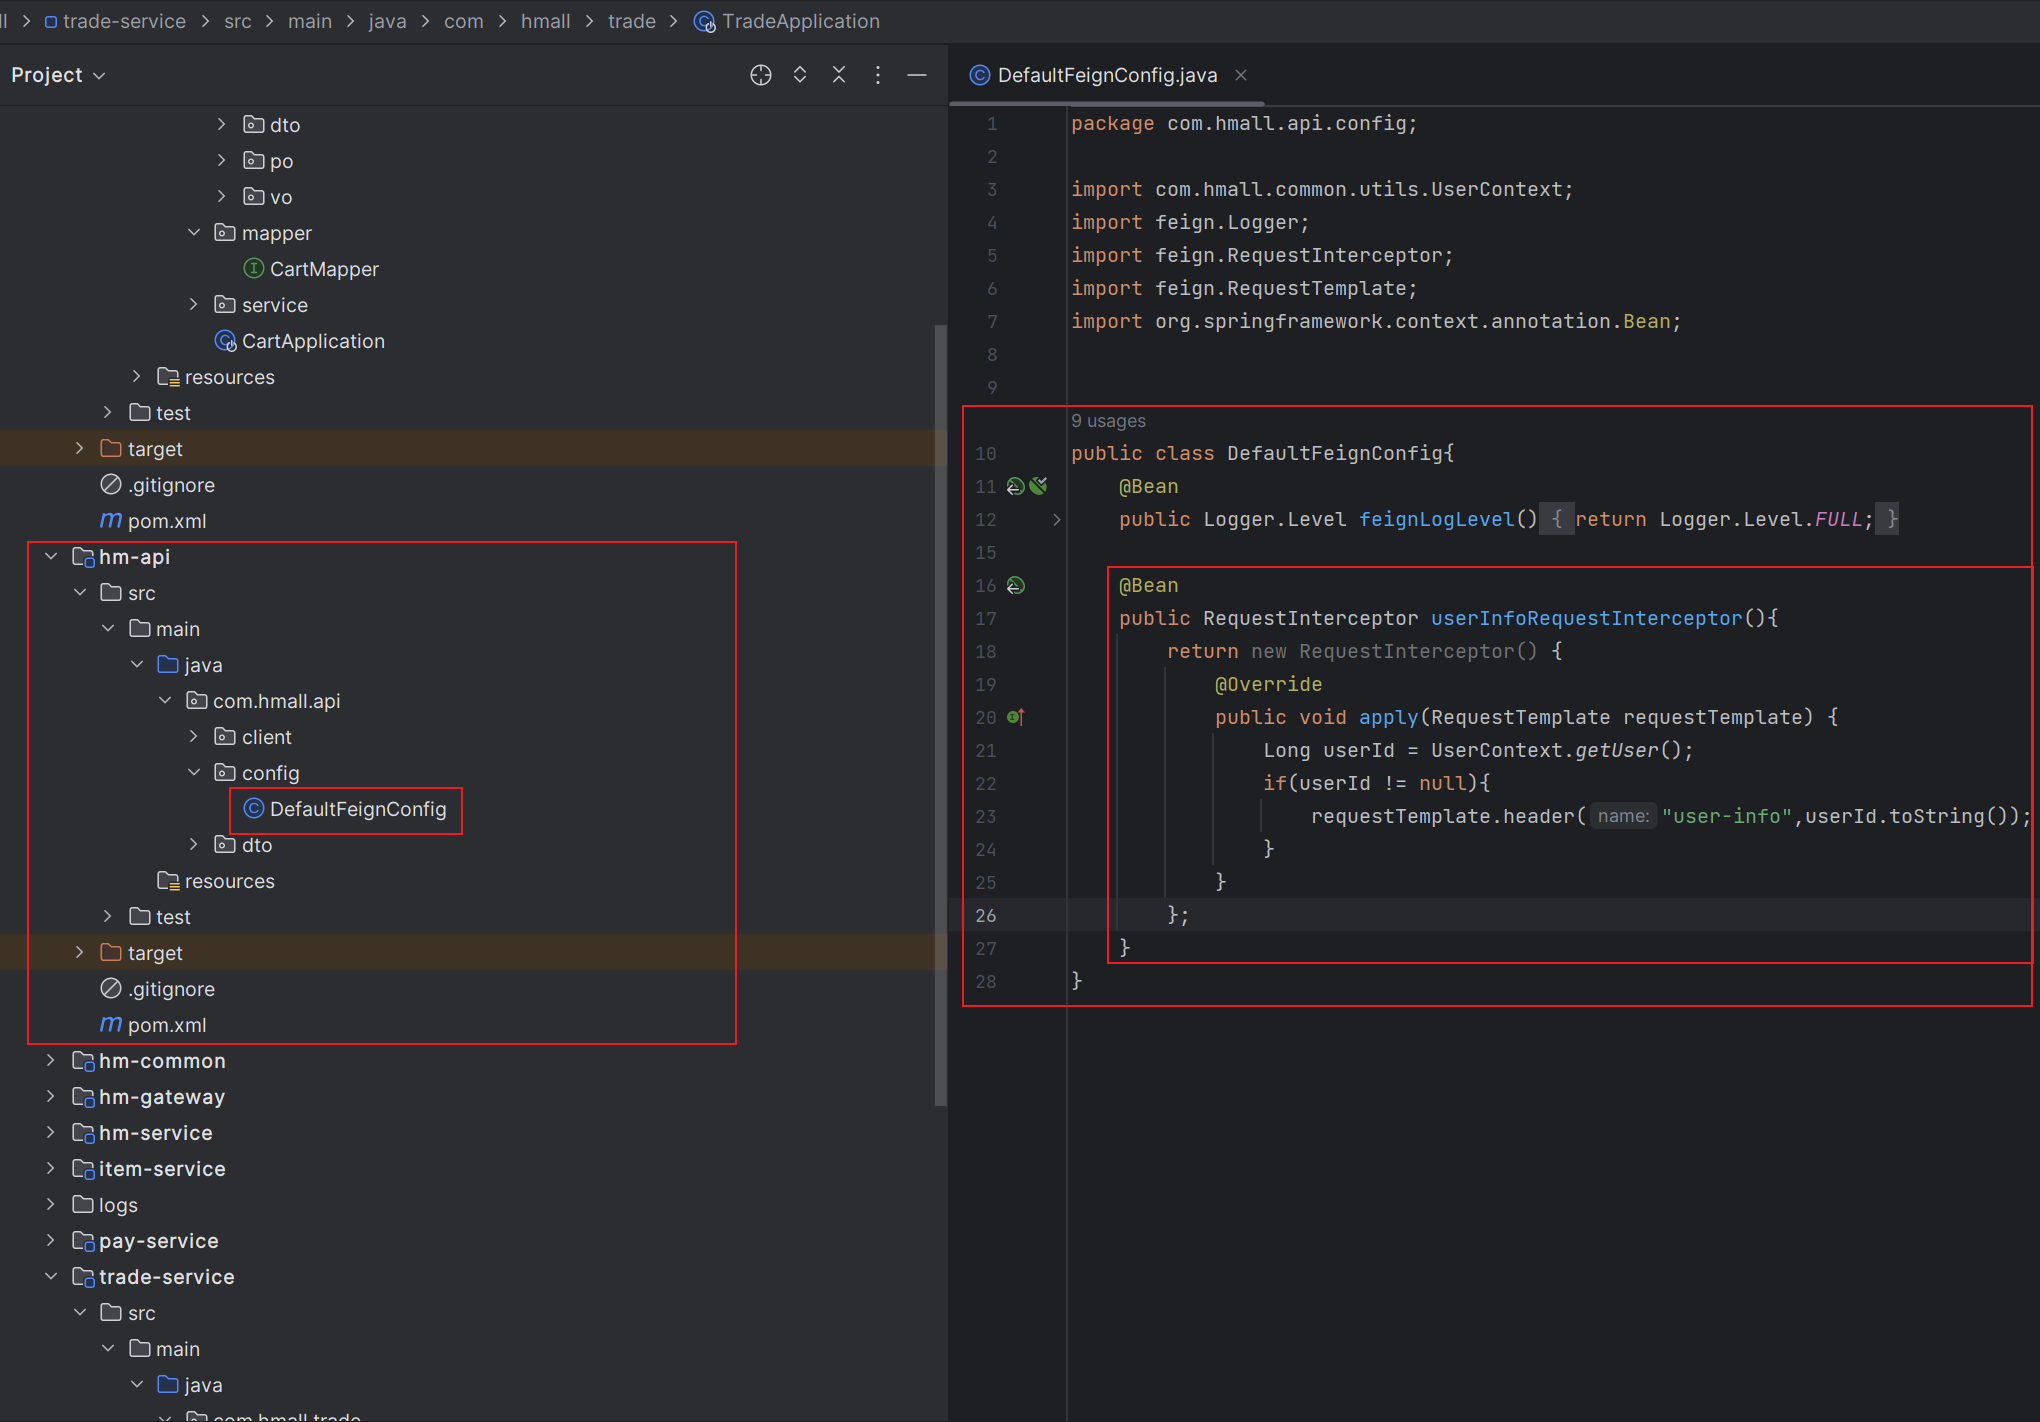 ll > trade-service > src > main > java > com > hmall > trade > TradeApplication
Project
dto
po
vo
mapper
CartMapper
service
CartApplication
resources
test
target
.gitignore
pom.xml
hm-api
src
main
java
com.hmall.api
client
config
DefaultFeignConfig
dto
resources
test
target
.gitignore
pom.xml
hm-common
hm-gateway
hm-service
item-service
logs
pay-service
trade-service
src
main
java
com.hmall.trade
DefaultFeignConfig.java
1 package com.hmall.api.config;
2
3 import com.hmall.common.utils.UserContext;
4 import feign.Logger;
5 import feign.RequestInterceptor;
6 import feign.RequestTemplate;
7 import org.springframework.context.annotation.Bean;
8
9
9 usages
10 public class DefaultFeignConfig{
11 @Bean
12 public Logger.Level feignLogLevel() { return Logger.Level.FULL; }
15
16 @Bean
17 public RequestInterceptor userInfoRequestInterceptor(){
18 return new RequestInterceptor() {
19 @Override
20 public void apply(RequestTemplate requestTemplate) {
21 Long userId = UserContext.getUser();
22 if(userId != null){
23 requestTemplate.header( name: "user-info",userId.toString());
24 }
25 }
26 };
27 }
28 }